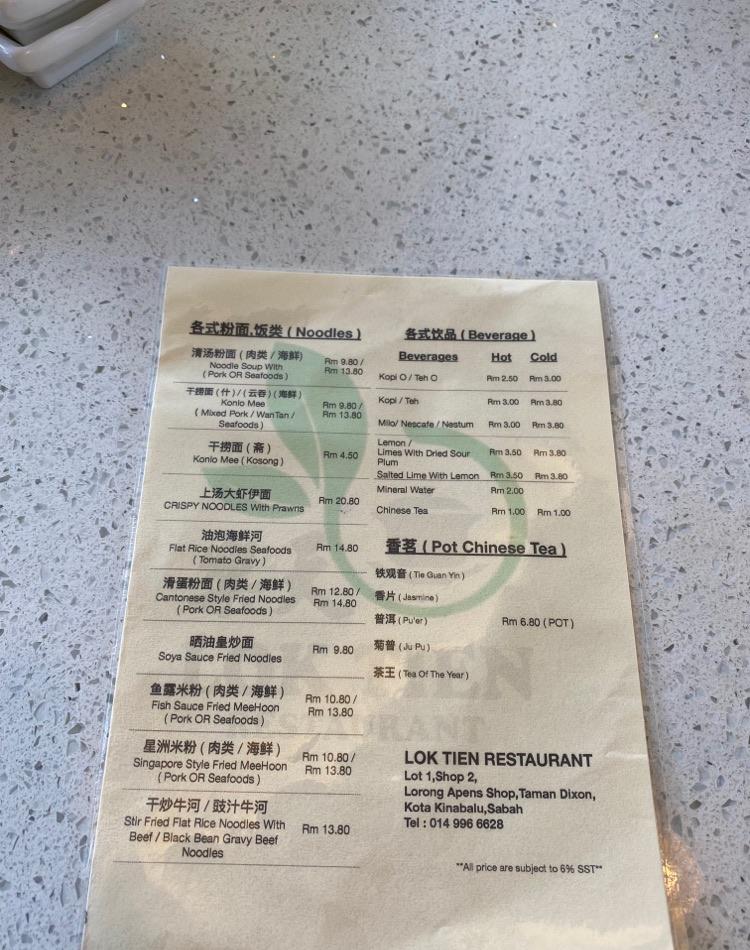 各式粉面,饭类 ( Noodles )
清汤粉面 ( 肉类 / 海鲜)
Noodle Soup With
( Pork OR Seafoods )
Rm 9.80 /
Rm 13.80
干捞面 ( 什 ) / ( 云吞 ) ( 海鲜 )
Konlo Mee
( Mixed Pork / WanTan /
Seafoods )
Rm 9.80 /
Rm 13.80
干捞面 ( 斋 )
Konlo Mee ( Kosong )
Rm 4.50
上汤大虾伊面
CRISPY NOODLES With Prawns
Rm 20.80
油泡海鲜河
Flat Rice Noodles Seafoods
( Tomato Gravy )
Rm 14.80
滑蛋粉面 ( 肉类 / 海鲜 )
Cantonese Style Fried Noodles
( Pork OR Seafoods )
Rm 12.80 /
Rm 14.80
晒油皇炒面
Soya Sauce Fried Noodles
Rm 9.80
鱼露米粉 ( 肉类 / 海鲜 )
Fish Sauce Fried MeeHoon
( Pork OR Seafoods )
Rm 10.80 /
Rm 13.80
星洲米粉 ( 肉类 / 海鲜 )
Singapore Style Fried MeeHoon
( Pork OR Seafoods )
Rm 10.80 /
Rm 13.80
干炒牛河 / 豉汁牛河
Stir Fried Flat Rice Noodles With
Beef / Black Bean Gravy Beef
Noodles
Rm 13.80
各式饮品 ( Beverage )
Beverages Hot Cold
Kopi O / Teh O Rm 2.50 Rm 3.00
Kopi / Teh Rm 3.00 Rm 3.80
Milo/ Nescafe / Nestum Rm 3.00 Rm 3.80
Lemon /
Limes With Dried Sour Rm 3.50 Rm 3.80
Plum
Salted Lime With Lemon Rm 3.50 Rm 3.80
Mineral Water Rm 2.00
Chinese Tea Rm 1.00 Rm 1.00
香茗 ( Pot Chinese Tea )
铁观音 ( Tie Guan Yin )
香片 ( Jasmine )
普洱 ( Pu'er ) Rm 6.80 ( POT )
菊普 ( Ju Pu )
茶王 ( Tea Of The Year )
RESTAURANT
LOK TIEN RESTAURANT
Lot 1,Shop 2,
Lorong Apens Shop,Taman Dixon,
Kota Kinabalu,Sabah
Tel : 014 996 6628
**All price are subject to 6% SST**